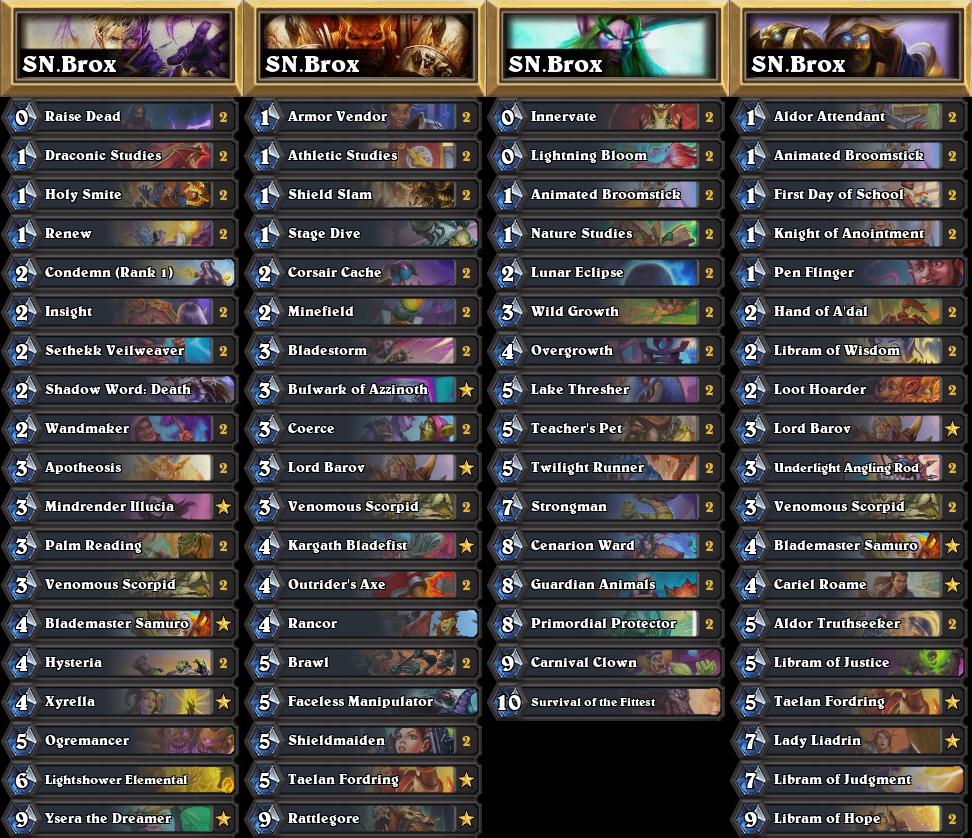 SN.Brox
0 Raise Dead 2
1 Draconic Studies 2
1 Holy Smite 2
1 Renew 2
2 Condemn (Rank 1)
2 Insight 2
2 Sethekk Veilweaver 2
2 Shadow Word: Death
2 Wandmaker 2
3 Apotheosis 2
3 Mindrender Illucia
3 Palm Reading 2
3 Venomous Scorpid 2
4 Blademaster Samuro
4 Hysteria 2
4 Xyrella
5 Ogremancer
6 Lightshower Elemental
9 Ysera the Dreamer
SN.Brox
1 Armor Vendor 2
1 Athletic Studies 2
1 Shield Slam 2
1 Stage Dive
2 Corsair Cache 2
2 Minefield 2
3 Bladestorm 2
3 Bulwark of Azzinoth
3 Coerce 2
3 Lord Barov
3 Venomous Scorpid 2
4 Kargath Bladefist
4 Outrider's Axe 2
4 Rancor
5 Brawl 2
5 Faceless Manipulator
5 Shieldmaiden 2
5 Taelan Fordring
9 Rattlegore
SN.Brox
0 Innervate 2
0 Lightning Bloom 2
1 Animated Broomstick 2
1 Nature Studies 2
2 Lunar Eclipse 2
3 Wild Growth 2
4 Overgrowth 2
5 Lake Thresher 2
5 Teacher's Pet 2
5 Twilight Runner 2
7 Strongman 2
8 Cenarion Ward 2
8 Guardian Animals 2
8 Primordial Protector 2
9 Carnival Clown
10 Survival of the Fittest
SN.Brox
1 Aldor Attendant 2
1 Animated Broomstick 2
1 First Day of School 2
1 Knight of Anointment 2
1 Pen Flinger
2 Hand of A'dal 2
2 Libram of Wisdom 2
2 Loot Hoarder 2
3 Lord Barov
3 Underlight Angling Rod 2
3 Venomous Scorpid 2
4 Blademaster Samuro
4 Cariel Roame
5 Aldor Truthseeker 2
5 Libram of Justice
5 Taelan Fordring
7 Lady Liadrin
7 Libram of Judgment
9 Libram of Hope 2